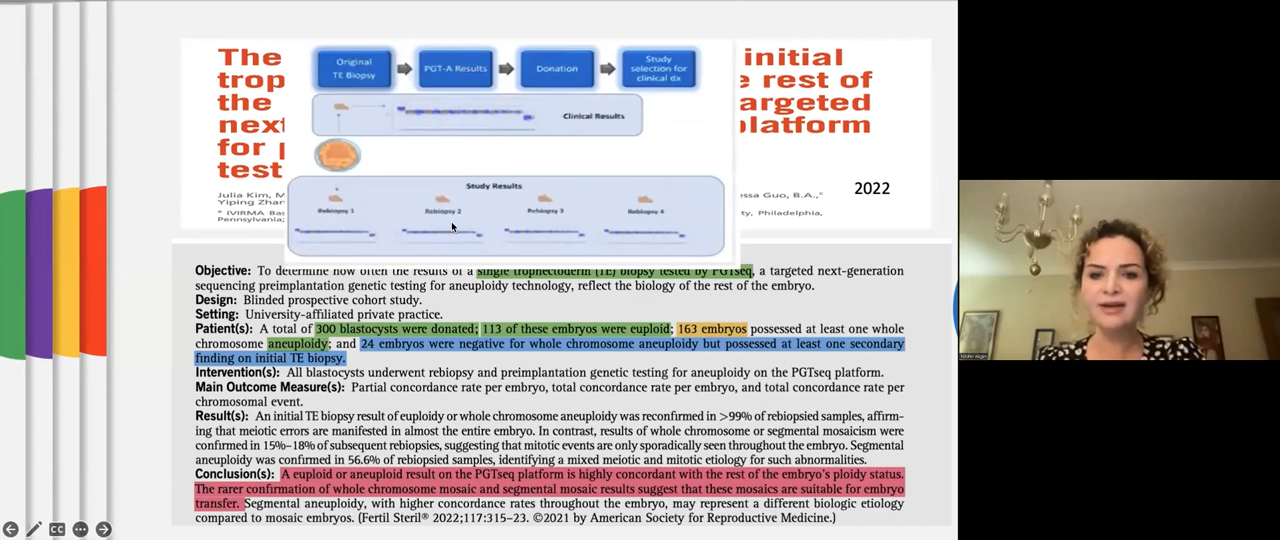 The
initial
trop
e rest of
the
argeted
next
platform
for
test
Julia Kim, M
essa Guo, B.A.,
Yiping Zhan
2022
IVIRMA Bas
ty, Philadelphia,
Pennsylvania;
Original
TE Biopsy
PGT-A Results
Donation
Study
selection for
clinical dx
Clinical Results
Study Results
Rebiopsy 1
Rebiopsy 2
Rebiopsy 3
Rebiopsy 4
Objective: To determine how often the results of a single trophectoderm (TE) biopsy tested by PGTseq, a targeted next-generation
sequencing preimplantation genetic testing for aneuploidy technology, reflect the biology of the rest of the embryo.
Design: Blinded prospective cohort study.
Setting: University-affiliated private practice.
Patient(s): A total of 300 blastocysts were donated; 113 of these embryos were euploid; 163 embryos possessed at least one whole
chromosome aneuploidy; and 24 embryos were negative for whole chromosome aneuploidy but possessed at least one secondary
finding on initial TE biopsy.
Intervention(s): All blastocysts underwent rebiopsy and preimplantation genetic testing for aneuploidy on the PGTseq platform.
Main Outcome Measure(s): Partial concordance rate per embryo, total concordance rate per embryo, and total concordance rate per
chromosomal event.
Result(s): An initial TE biopsy result of euploidy or whole chromosome aneuploidy was reconfirmed in >99% of rebiopsied samples, affirm-
ing that meiotic errors are manifested in almost the entire embryo. In contrast, results of whole chromosome or segmental mosaicism were
confirmed in 15%–18% of subsequent rebiopsies, suggesting that mitotic events are only sporadically seen throughout the embryo. Segmental
aneuploidy was confirmed in 56.6% of rebiopsied samples, identifying a mixed meiotic and mitotic etiology for such abnormalities.
Conclusion(s): A euploid or aneuploid result on the PGTseq platform is highly concordant with the rest of the embryo's ploidy status.
The rarer confirmation of whole chromosome mosaic and segmental mosaic results suggest that these mosaics are suitable for embryo
transfer. Segmental aneuploidy, with higher concordance rates throughout the embryo, may represent a different biologic etiology
compared to mosaic embryos. (Fertil Steril® 2022;117:315–23. ©2021 by American Society for Reproductive Medicine.)
CC